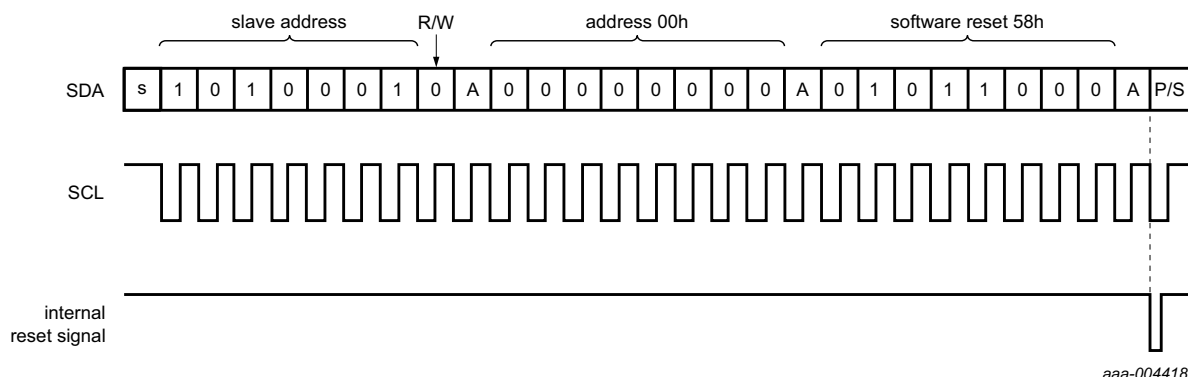 slave address R/W address 00h software reset 58h
SDA s 1 0 1 0 0 0 1 0 A 0 0 0 0 0 0 0 0 A 0 1 0 1 1 0 0 0 A P/S
SCL
internal
reset signal
aaa-004418